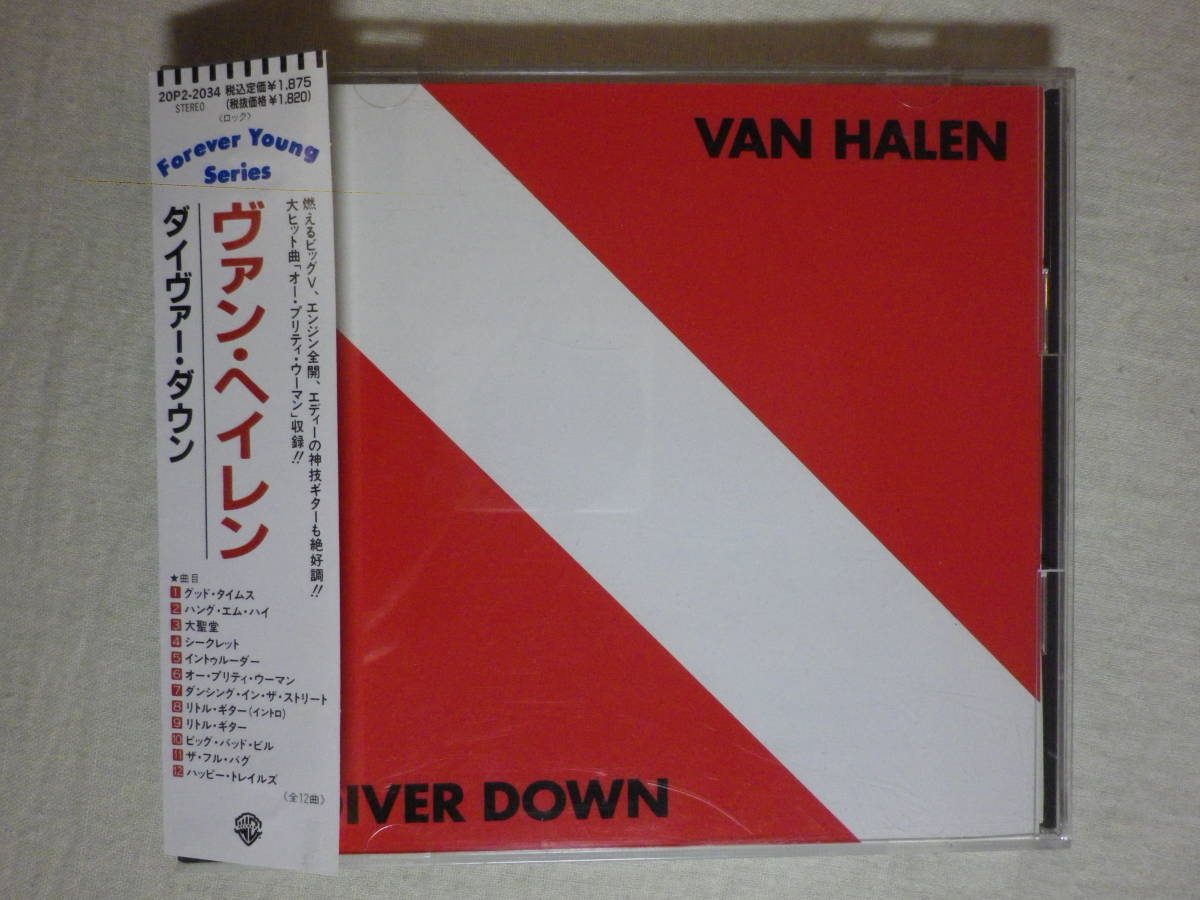 20P2-2034 税込定価¥1,875
STEREO (税抜価格¥1,820)
〈ロック〉
Forever Young
Series
ヴァン・ヘイレン
ダイヴァー・ダウン
燃えるビッグV、エンジン全開、エディーの神技ギターも絶好調!!
大ヒット曲「オー・プリティ・ウーマン」収録!!
★曲目
1 グッド・タイムス
2 ハング・エム・ハイ
3 大聖堂
4 シークレット
5 イントゥルーダー
6 オー・プリティ・ウーマン
7 ダンシング・イン・ザ・ストリート
8 リトル・ギター(イントロ)
9 リトル・ギター
10 ビッグ・バッド・ビル
11 ザ・フル・バグ
12 ハッピー・トレイルズ
〈全12曲〉
VAN HALEN
DIVER DOWN